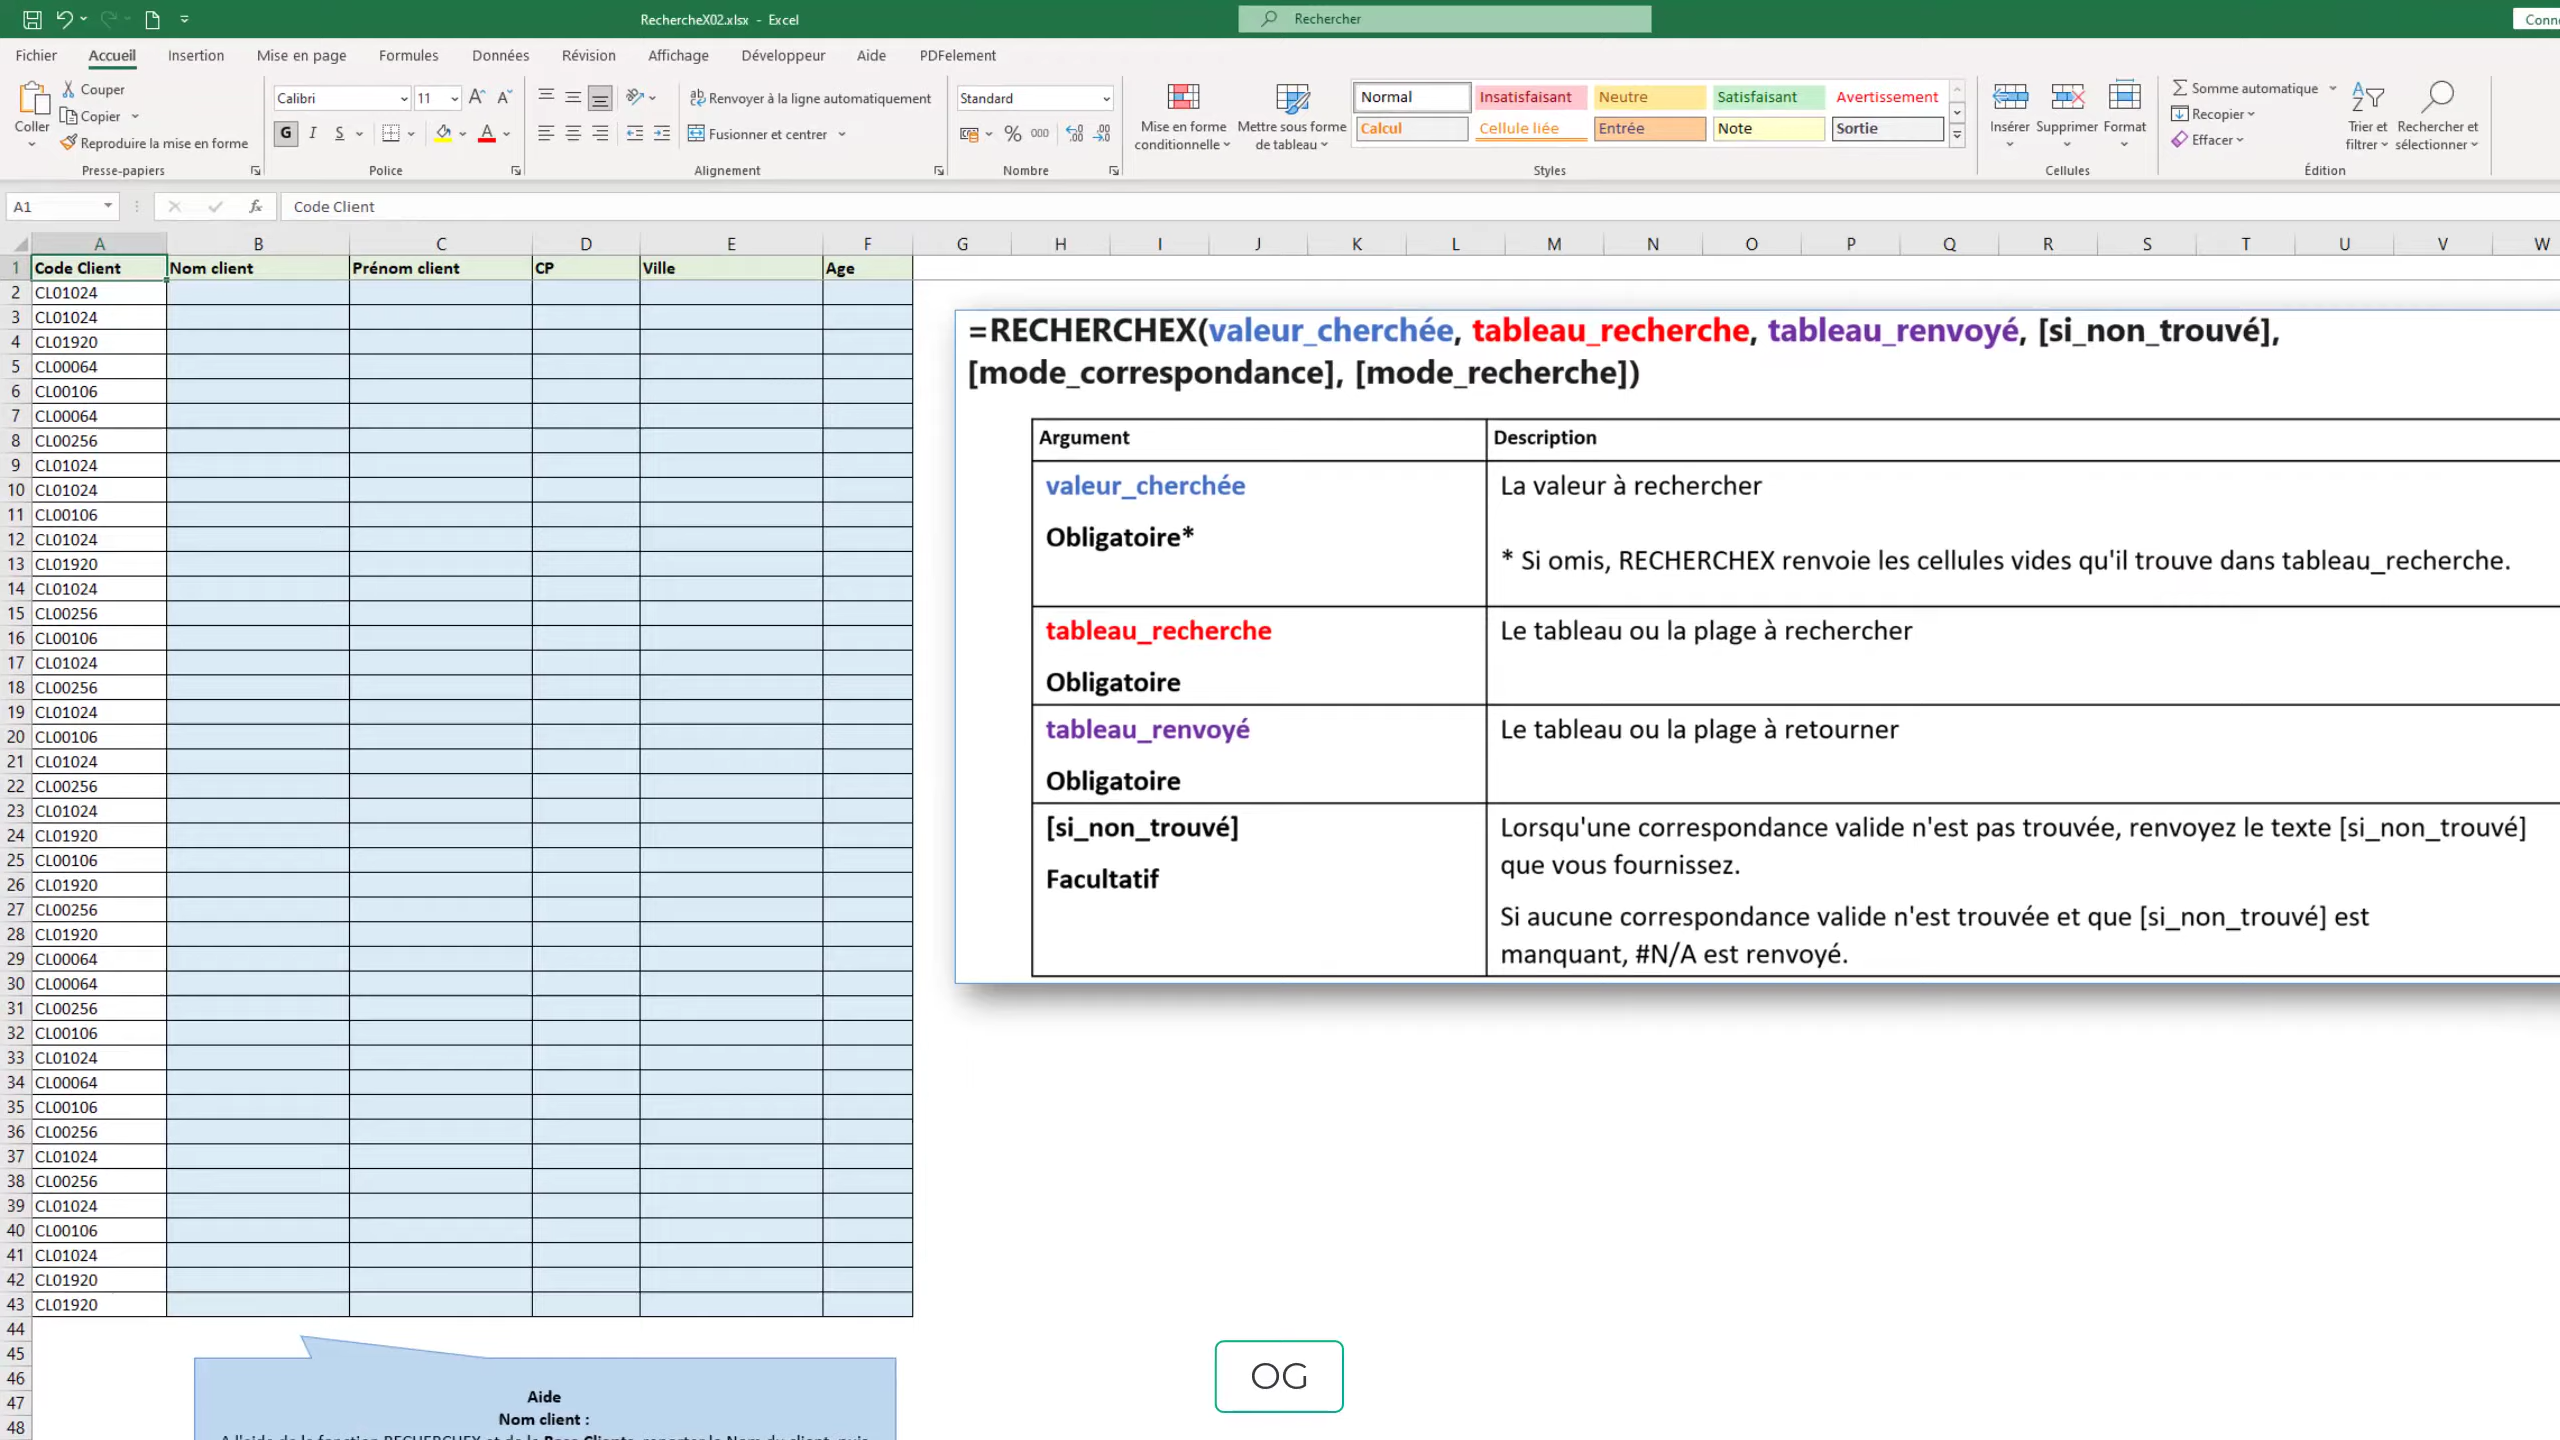 RechercheX02.xlsx - Excel
Rechercher
Conn
Fichier Accueil Insertion Mise en page Formules Données Révision Affichage Développeur Aide PDFelement
Coller
Couper
Copier
Reproduire la mise en forme
Presse-papiers
Calibri 11
G I S
Police
Renvoyer à la ligne automatiquement
Fusionner et centrer
Alignement
Standard
% 000
Nombre
Mise en forme conditionnelle
Mettre sous forme de tableau
Normal Insatisfaisant Neutre Satisfaisant Avertissement
Calcul Cellule liée Entrée Note Sortie
Styles
Insérer Supprimer Format
Cellules
Somme automatique
Recopier
Effacer
Trier et filtrer
Rechercher et sélectionner
Édition
A1 fx Code Client
A B C D E F G H I J K L M N O P Q R S T U V W
1 Code Client Nom client Prénom client CP Ville Age
2 CL01024
3 CL01024
4 CL01920
5 CL00064
6 CL00106
7 CL00064
8 CL00256
9 CL01024
10 CL01024
11 CL00106
12 CL01024
13 CL01920
14 CL01024
15 CL00256
16 CL00106
17 CL01024
18 CL00256
19 CL01024
20 CL00106
21 CL01024
22 CL00256
23 CL01024
24 CL01920
25 CL00106
26 CL01920
27 CL00256
28 CL01920
29 CL00064
30 CL00064
31 CL00256
32 CL00106
33 CL01024
34 CL00064
35 CL00106
36 CL00256
37 CL01024
38 CL00256
39 CL01024
40 CL00106
41 CL01024
42 CL01920
43 CL01920
44
45
46
47
48
=RECHERCHEX(valeur_cherchée, tableau_recherche, tableau_renvoyé, [si_non_trouvé],
[mode_correspondance], [mode_recherche])
Argument Description
valeur_cherchée La valeur à rechercher
Obligatoire*
* Si omis, RECHERCHEX renvoie les cellules vides qu'il trouve dans tableau_recherche.
tableau_recherche Le tableau ou la plage à rechercher
Obligatoire
tableau_renvoyé Le tableau ou la plage à retourner
Obligatoire
[si_non_trouvé] Lorsqu'une correspondance valide n'est pas trouvée, renvoyez le texte [si_non_trouvé]
que vous fournissez.
Facultatif
Si aucune correspondance valide n'est trouvée et que [si_non_trouvé] est
manquant, #N/A est renvoyé.
Aide
Nom client :
OG